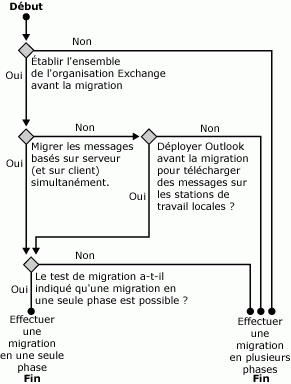 Début
Non
Oui
Établir l'ensemble
de l'organisation Exchange
avant la migration
Non
Non
Oui
Migrer les messages
basés sur serveur
(et sur client)
simultanément.
Déployer Outlook
avant la migration
pour télécharger
des messages sur
les stations de
travail locales ?
Oui
Non
Oui
Le test de migration a-t-il
indiqué qu'une migration en
une seule phase est possible ?
Effectuer
une
migration
en une seule
phase
Fin
Effectuer
une
migration
en plusieurs
phases
Fin